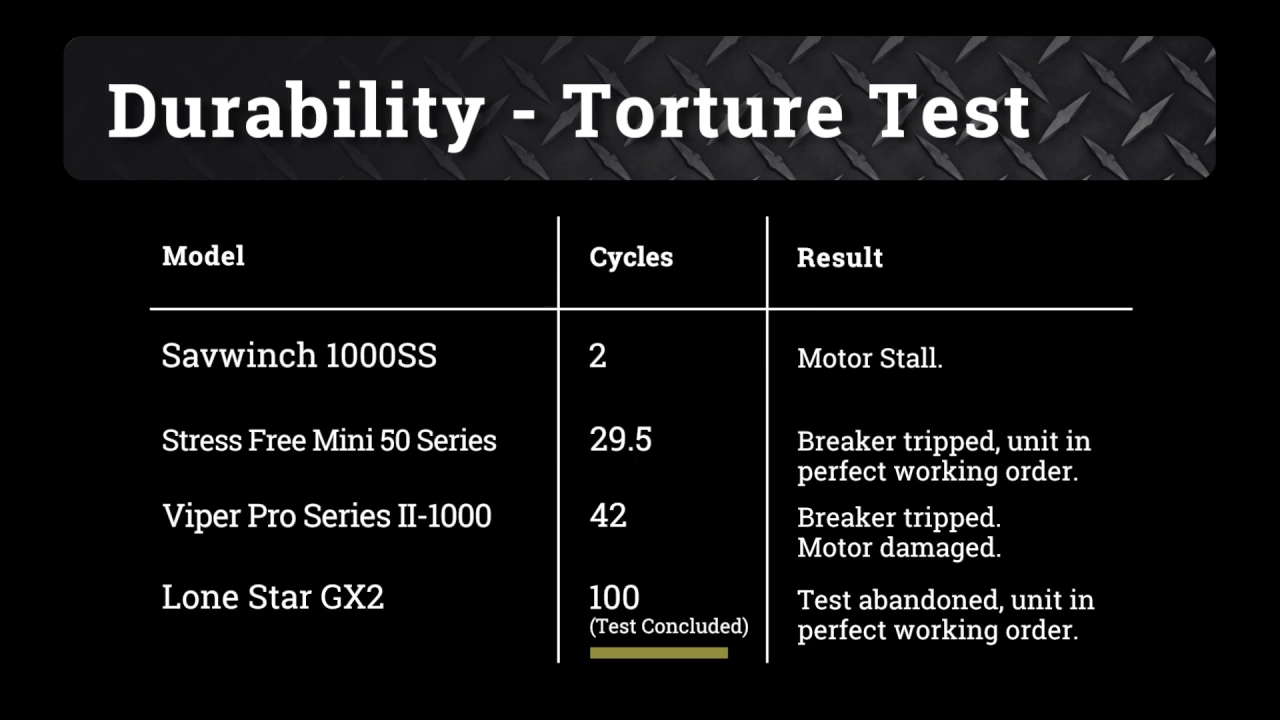 Durability - Torture Test
Model Cycles Result
Savwinch 1000SS 2 Motor Stall.
Stress Free Mini 50 Series 29.5 Breaker tripped, unit in
perfect working order.
Viper Pro Series II-1000 42 Breaker tripped.
Motor damaged.
Lone Star GX2 100 Test abandoned, unit in
(Test Concluded) perfect working order.